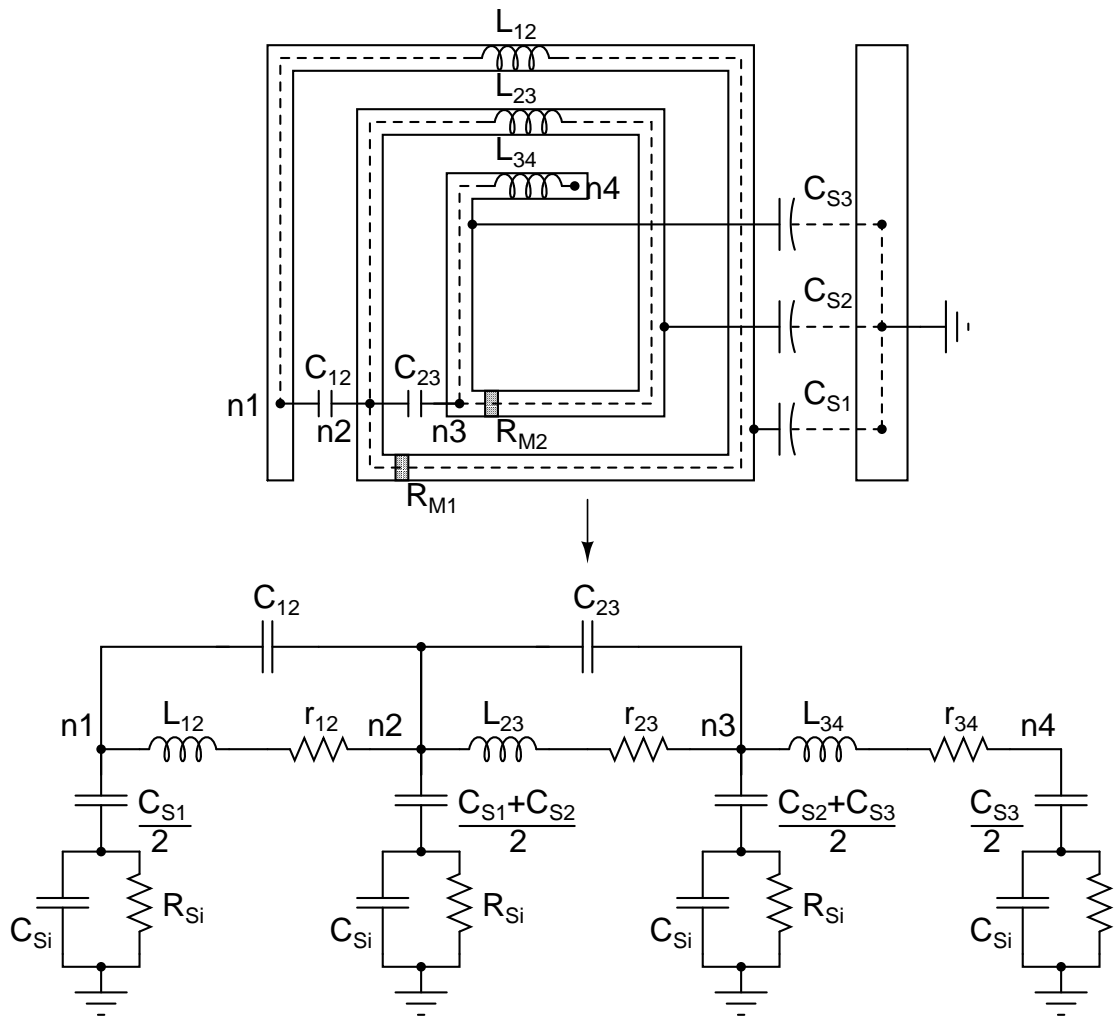 L12
L23
L34
n4
CS3
CS2
CS1
C12
C23
n1
n2
n3
RM2
RM1
C12
C23
n1
L12
r12
n2
L23
r23
n3
L34
r34
n4
CS1
2
CS1+CS2
2
CS2+CS3
2
CS3
2
CSi
RSi
CSi
RSi
CSi
RSi
CSi